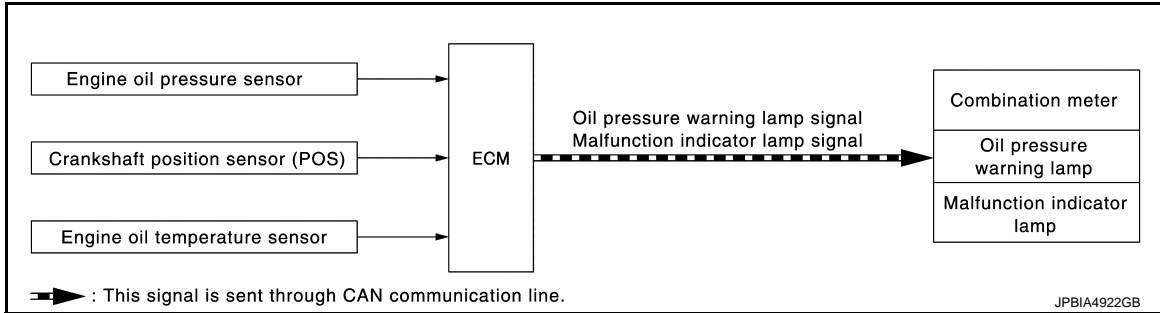 Engine oil pressure sensor
Crankshaft position sensor (POS)
Engine oil temperature sensor
ECM
Oil pressure warning lamp signal
Malfunction indicator lamp signal
Combination meter
Oil pressure
warning lamp
Malfunction indicator
lamp
: This signal is sent through CAN communication line.
JPBIA4922GB